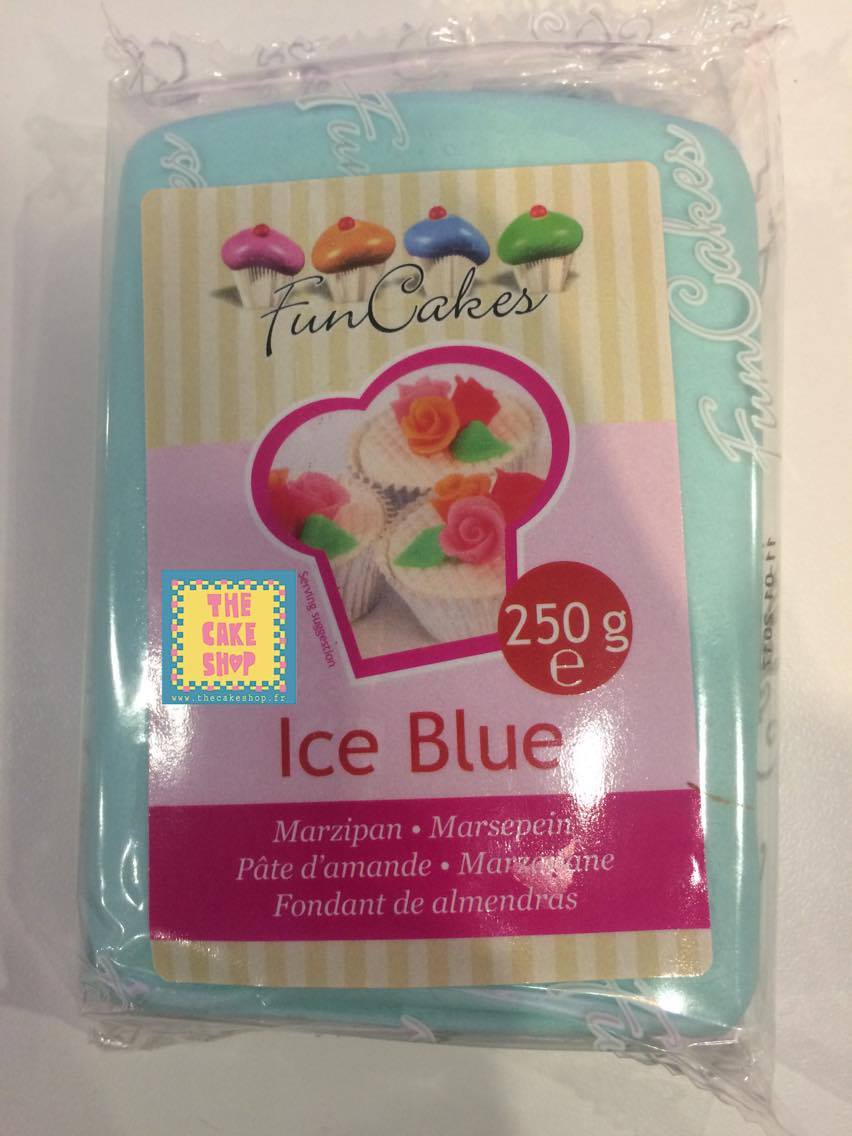 FunCakes
Serving suggestion
THE
CAKE
SHOP
www.thecakeshop.fr
250 g
e
Ice Blue
Marzipan • Marsepein
Pâte d'amande • Marzapane
Fondant de almendras
FunCakes